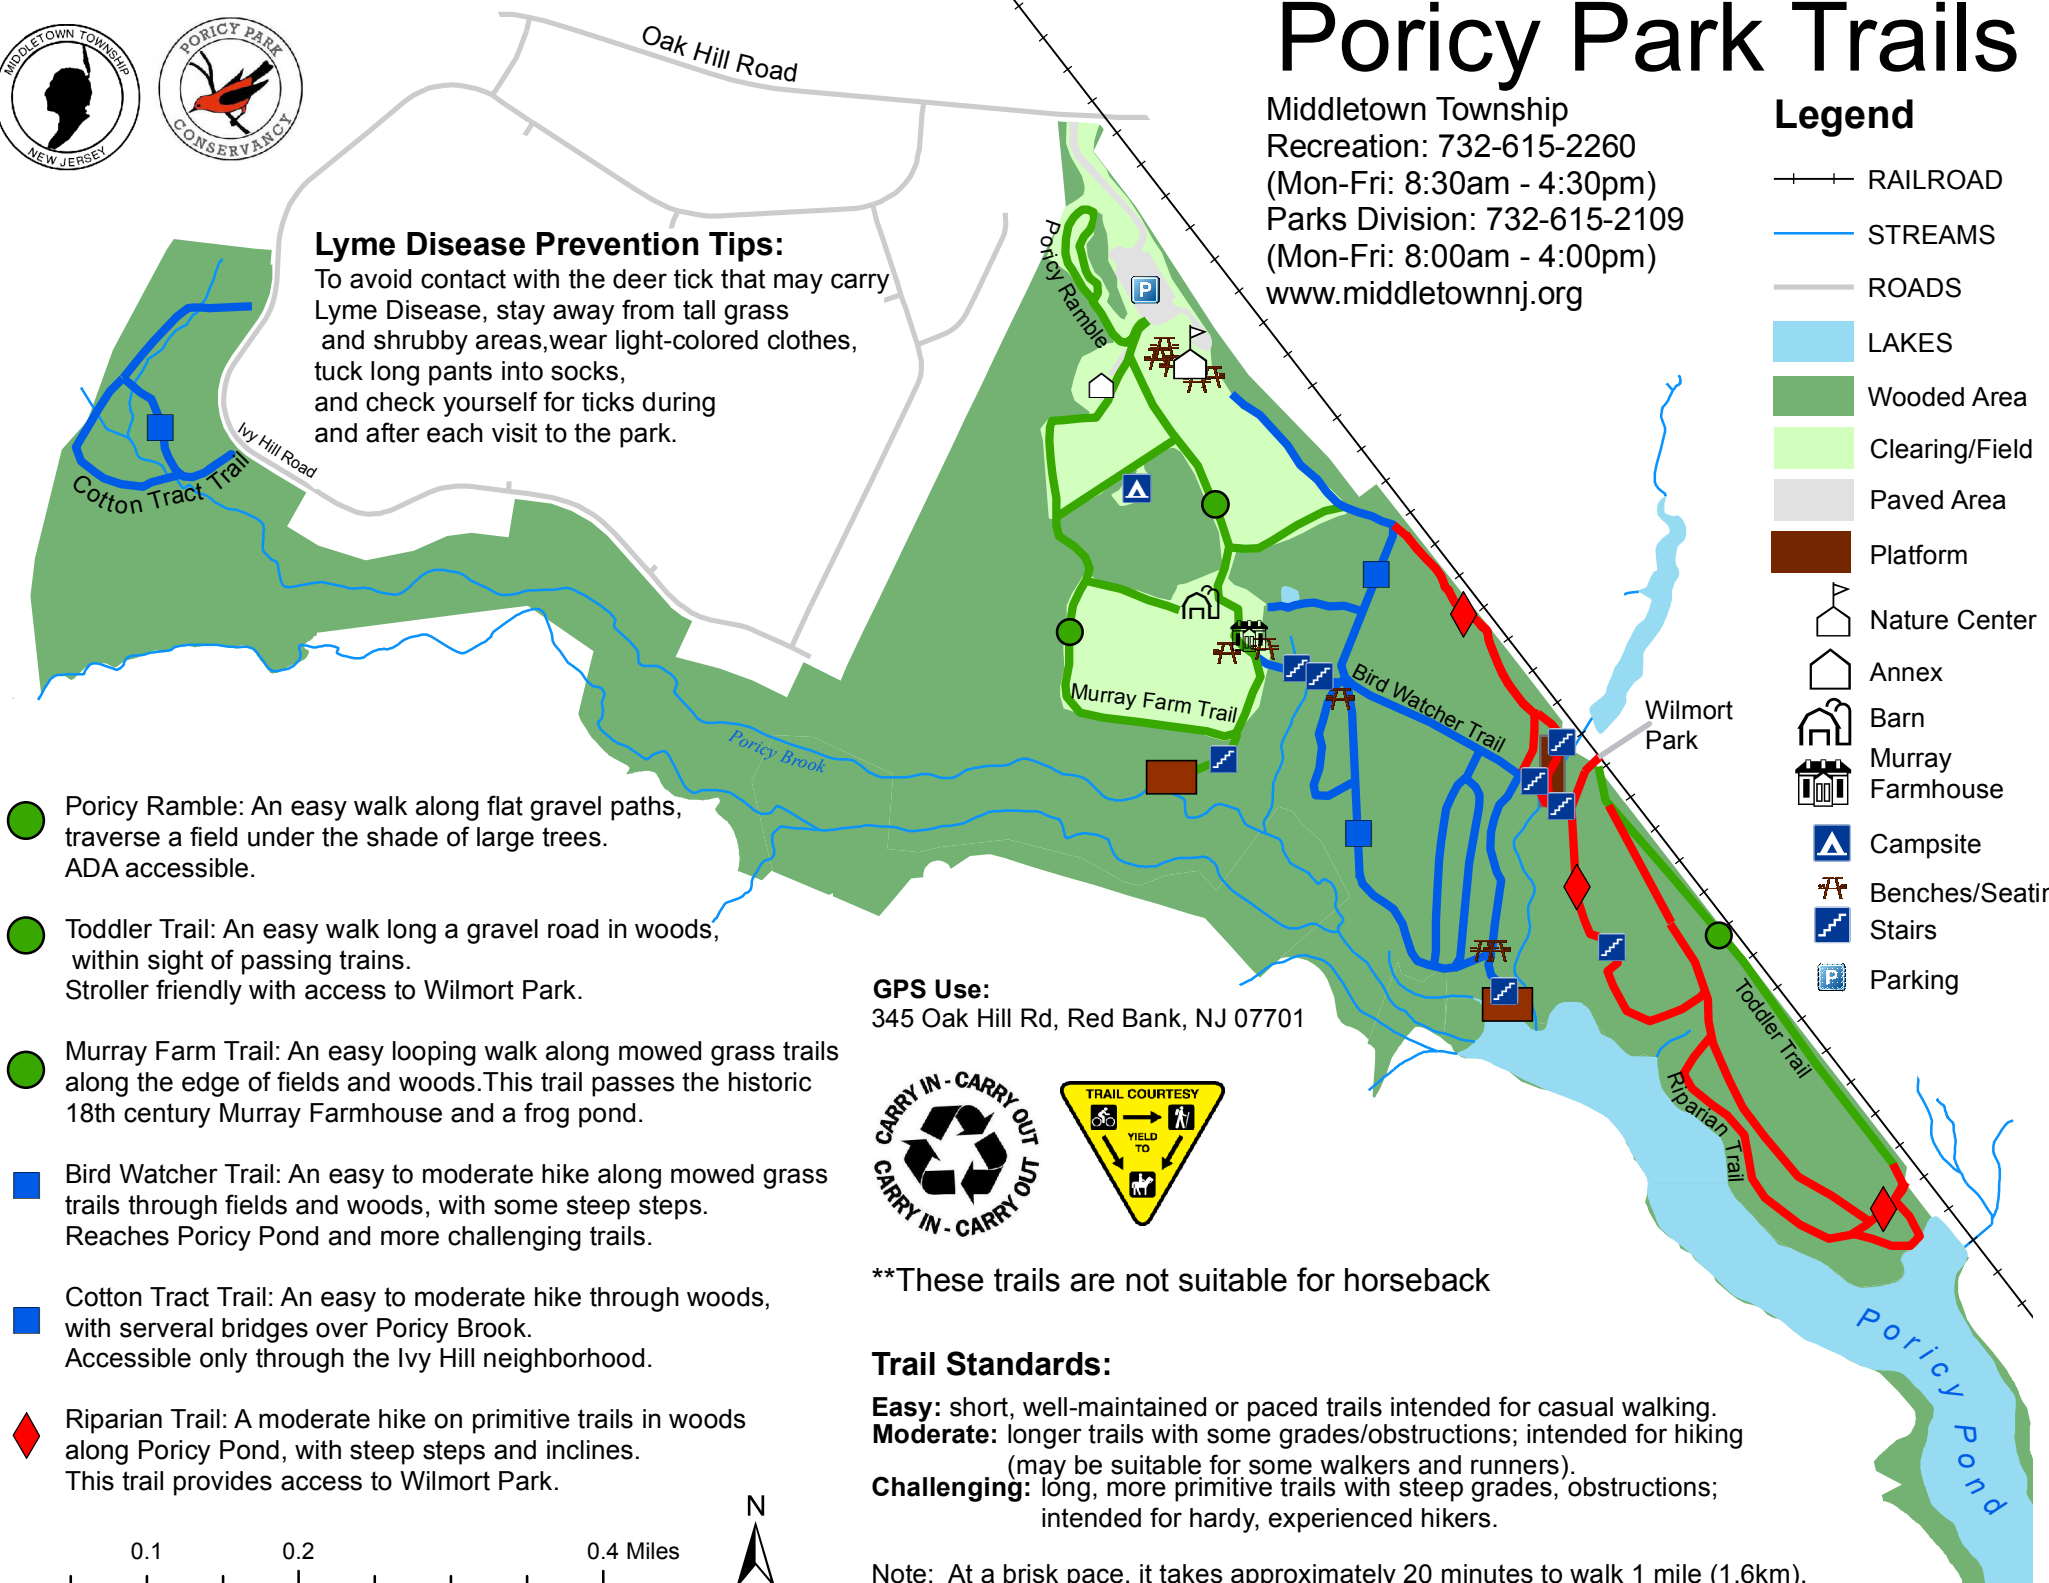 Poricy Park Trails
MIDDLETOWN TOWNSHIP
NEW JERSEY
PORICY PARK
CONSERVANCY
Oak Hill Road
Middletown Township
Recreation: 732-615-2260
(Mon-Fri: 8:30am - 4:30pm)
Parks Division: 732-615-2109
(Mon-Fri: 8:00am - 4:00pm)
www.middletownnj.org
Legend
RAILROAD
STREAMS
ROADS
LAKES
Wooded Area
Clearing/Field
Paved Area
Platform
Nature Center
Annex
Barn
Murray
Farmhouse
Campsite
Benches/Seatin
Stairs
P
Parking
Lyme Disease Prevention Tips:
To avoid contact with the deer tick that may carry
Lyme Disease, stay away from tall grass
and shrubby areas,wear light-colored clothes,
tuck long pants into socks,
and check yourself for ticks during
and after each visit to the park.
Poricy Ramble
P
Ivy Hill Road
Cotton Tract Trail
Murray Farm Trail
Bird Watcher Trail
Wilmort
Park
Poricy Brook
Toddler Trail
Riparian Trail
Poricy Pond
Poricy Ramble: An easy walk along flat gravel paths,
traverse a field under the shade of large trees.
ADA accessible.
Toddler Trail: An easy walk long a gravel road in woods,
within sight of passing trains.
Stroller friendly with access to Wilmort Park.
Murray Farm Trail: An easy looping walk along mowed grass trails
along the edge of fields and woods.This trail passes the historic
18th century Murray Farmhouse and a frog pond.
Bird Watcher Trail: An easy to moderate hike along mowed grass
trails through fields and woods, with some steep steps.
Reaches Poricy Pond and more challenging trails.
Cotton Tract Trail: An easy to moderate hike through woods,
with serveral bridges over Poricy Brook.
Accessible only through the Ivy Hill neighborhood.
Riparian Trail: A moderate hike on primitive trails in woods
along Poricy Pond, with steep steps and inclines.
This trail provides access to Wilmort Park.
0.1 0.2 0.4 Miles
N
GPS Use:
345 Oak Hill Rd, Red Bank, NJ 07701
CARRY IN - CARRY OUT
CARRY IN - CARRY OUT
TRAIL COURTESY
YIELD
TO
**These trails are not suitable for horseback
Trail Standards:
Easy: short, well-maintained or paced trails intended for casual walking.
Moderate: longer trails with some grades/obstructions; intended for hiking
(may be suitable for some walkers and runners).
Challenging: long, more primitive trails with steep grades, obstructions;
intended for hardy, experienced hikers.
Note: At a brisk pace, it takes approximately 20 minutes to walk 1 mile (1.6km).